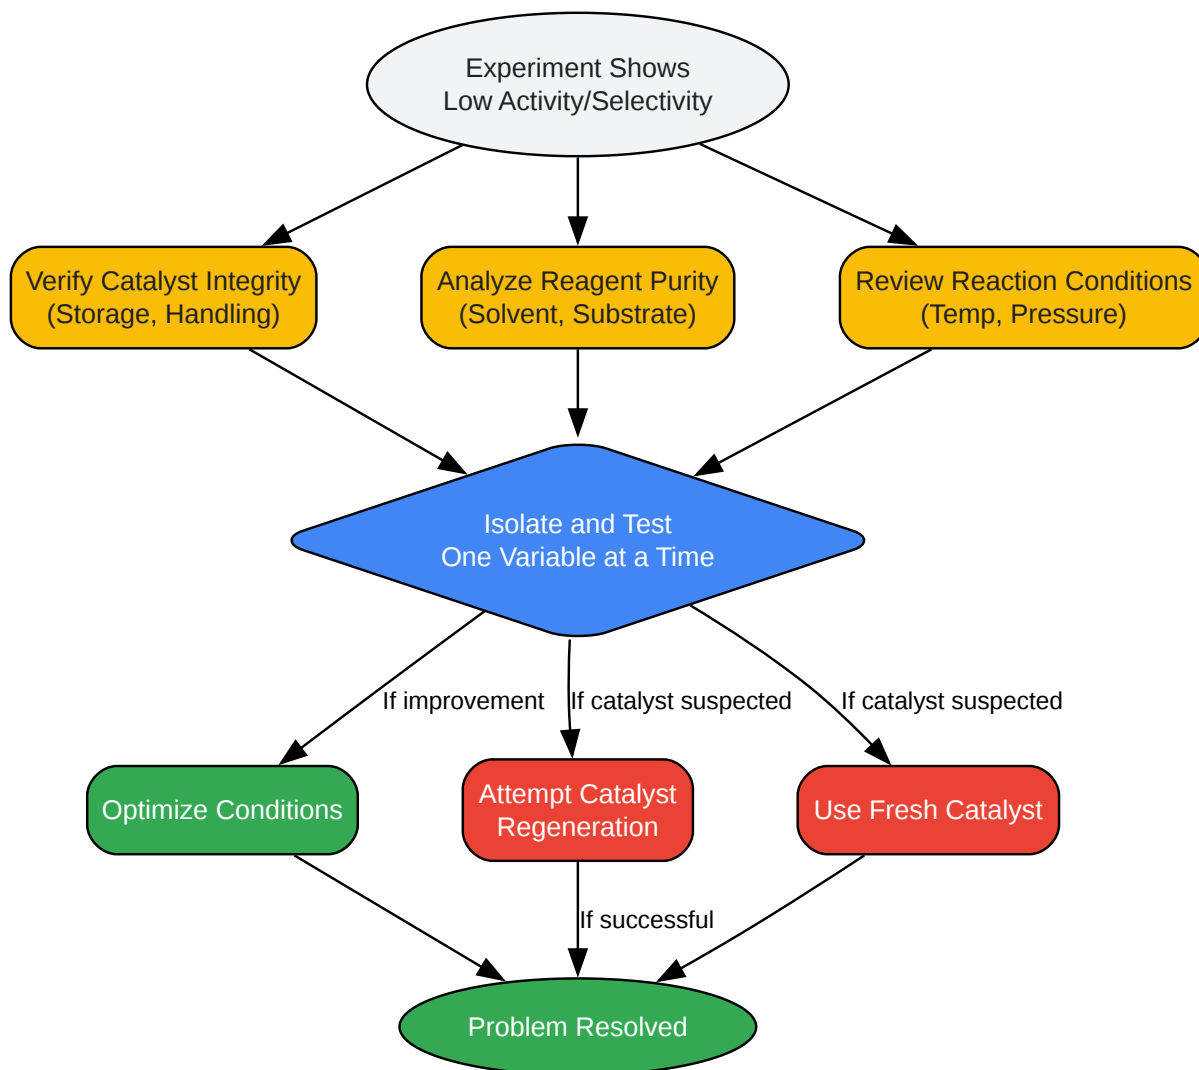 Experiment Shows
Low Activity/Selectivity
Verify Catalyst Integrity
(Storage, Handling)
Analyze Reagent Purity
(Solvent, Substrate)
Review Reaction Conditions
(Temp, Pressure)
Isolate and Test
One Variable at a Time
If improvement
If catalyst suspected
If catalyst suspected
Optimize Conditions
Attempt Catalyst
Regeneration
Use Fresh Catalyst
If successful
Problem Resolved